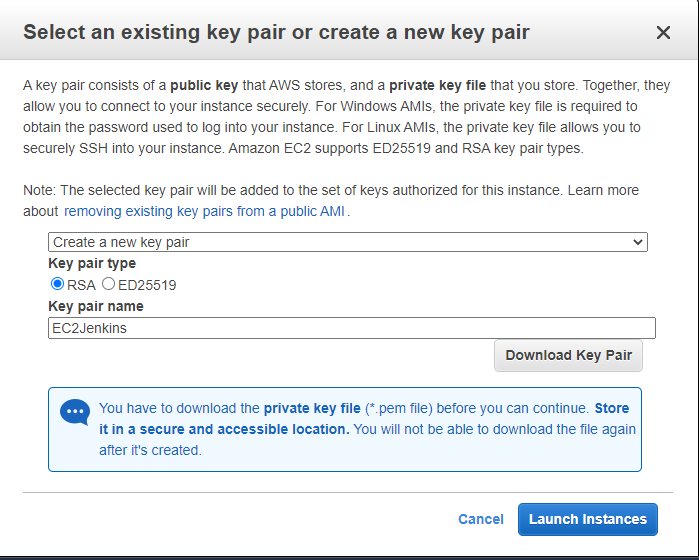 Select an existing key pair or create a new key pair
A key pair consists of a public key that AWS stores, and a private key file that you store. Together, they
allow you to connect to your instance securely. For Windows AMIs, the private key file is required to
obtain the password used to log into your instance. For Linux AMIs, the private key file allows you to
securely SSH into your instance. Amazon EC2 supports ED25519 and RSA key pair types.
Note: The selected key pair will be added to the set of keys authorized for this instance. Learn more
about removing existing key pairs from a public AMI .
Create a new key pair
Key pair type
RSA ED25519
Key pair name
EC2Jenkins
Download Key Pair
You have to download the private key file (*.pem file) before you can continue. Store
it in a secure and accessible location. You will not be able to download the file again
after it's created.
Cancel Launch Instances